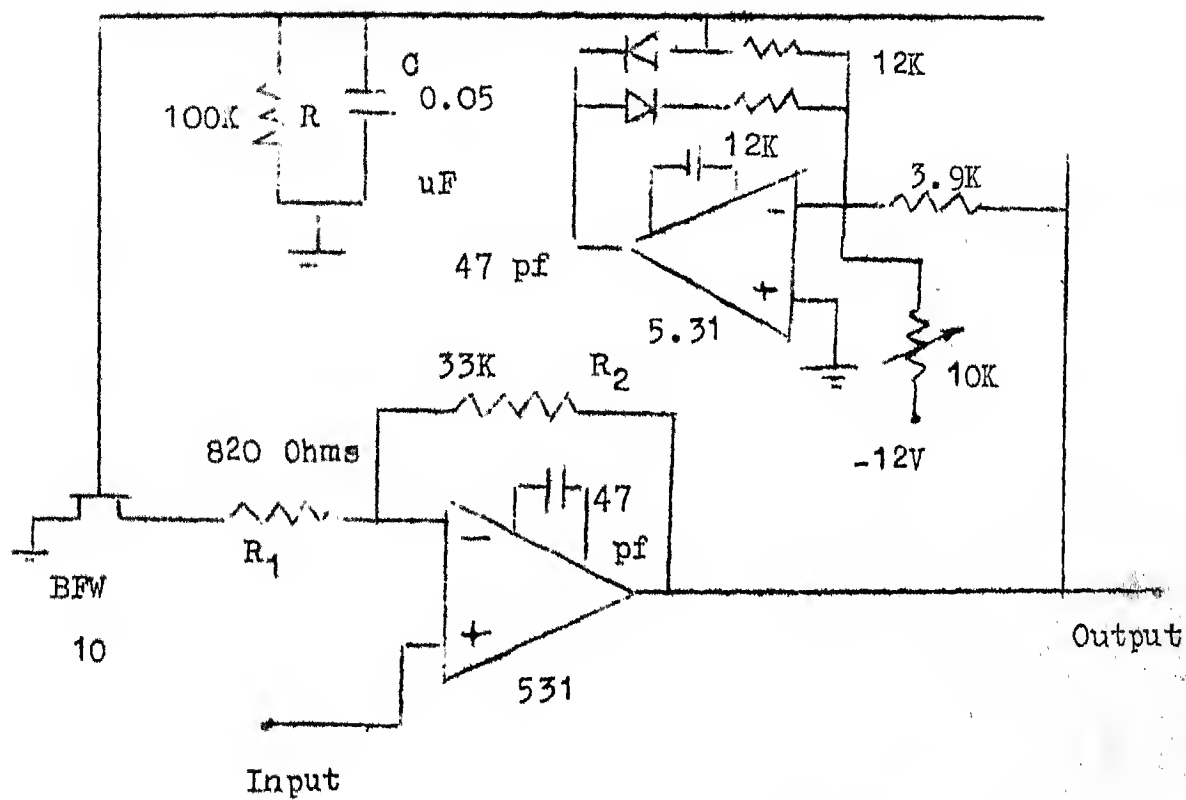 C
0.05
uF
100K
R
12K
12K
3.9K
-
+
47 pf
5.31
10K
-12V
33K
R2
820 Ohms
R1
47
pf
-
+
531
BFW
10
Input
Output